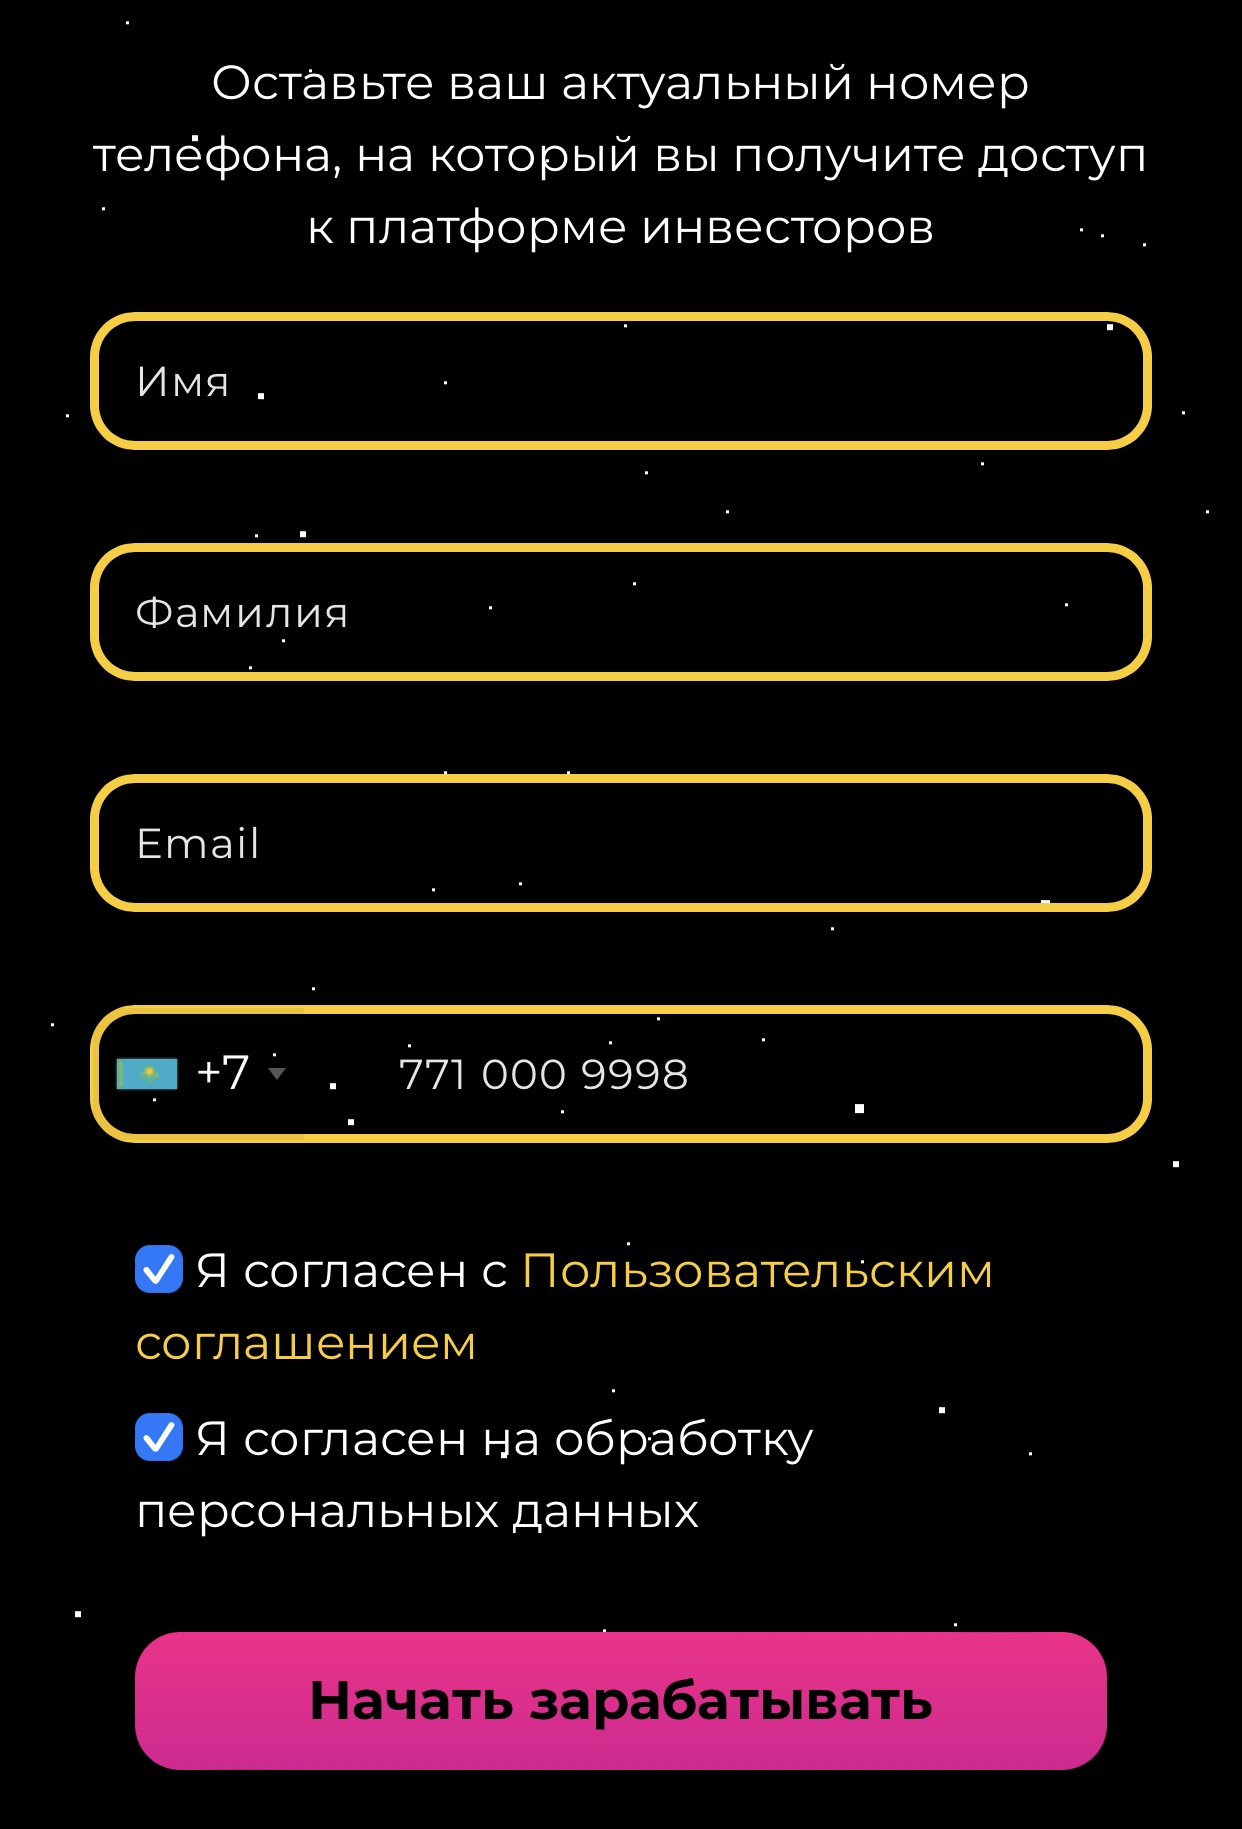 Оставьте ваш актуальный номер
телефона, на который вы получите доступ
к платформе инвесторов
Имя
Фамилия
Email
+7 771 000 9998
Я согласен с Пользовательским
соглашением
Я согласен на обработку
персональных данных
Начать зарабатывать